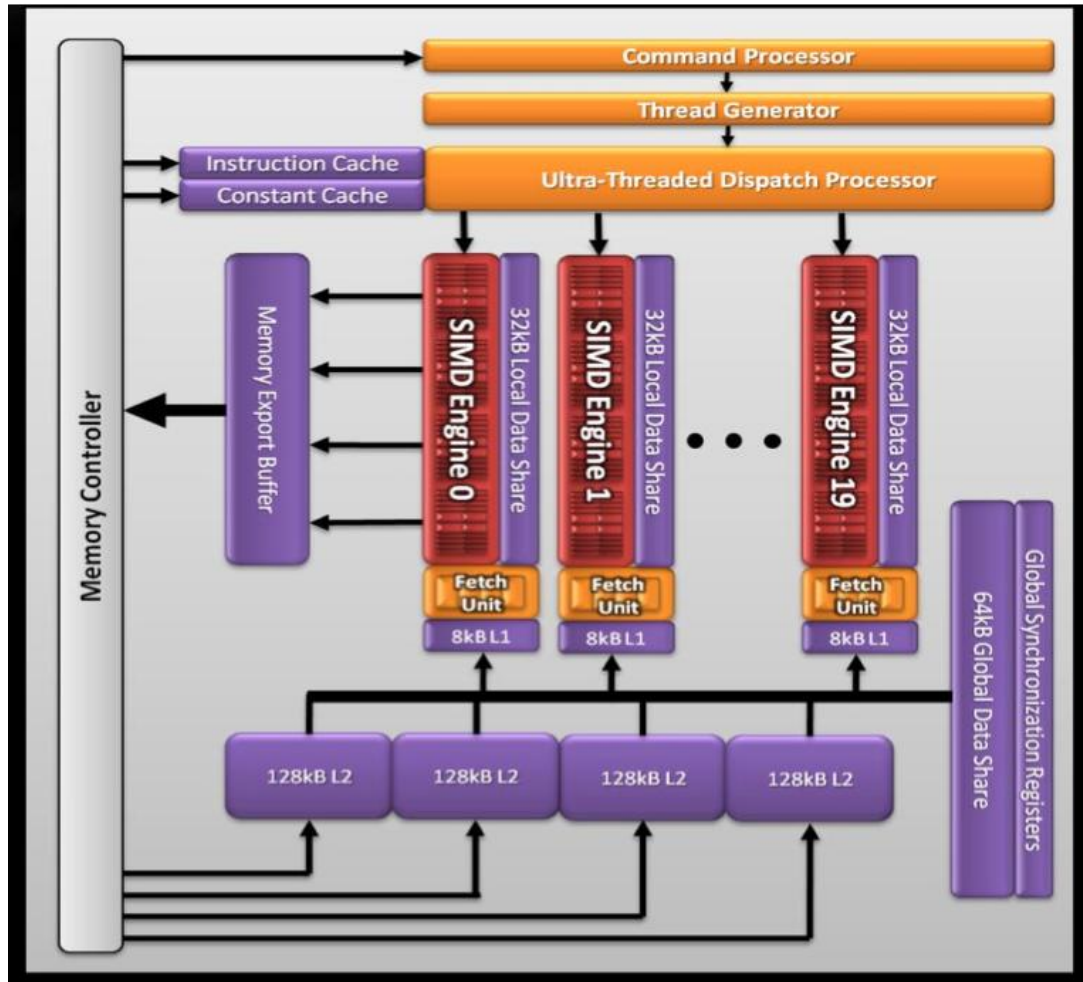 Command Processor
Thread Generator
Instruction Cache
Constant Cache
Ultra-Threaded Dispatch Processor
Memory Controller
Memory Export Buffer
SIMD Engine 0
32kB Local Data Share
SIMD Engine 1
32kB Local Data Share
SIMD Engine 19
32kB Local Data Share
Fetch
Unit
Fetch
Unit
Fetch
Unit
8kB L1
8kB L1
8kB L1
64kB Global Data Share
Global Synchronization Registers
128kB L2
128kB L2
128kB L2
128kB L2